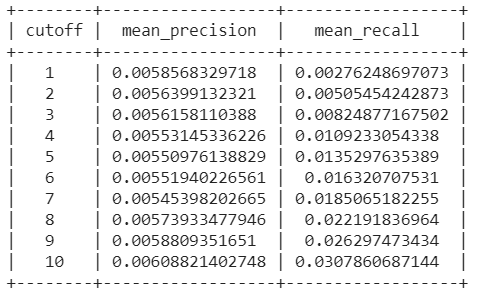 +--------+------------------+------------------+
| cutoff |  mean_precision  |   mean_recall    |
+--------+------------------+------------------+
|   1    | 0.0058568329718  | 0.00276248697073 |
|   2    | 0.0056399132321  | 0.00505454242873 |
|   3    | 0.0056158110388  | 0.00824877167502 |
|   4    | 0.00553145336226 | 0.0109233054338  |
|   5    | 0.00550976138829 | 0.0135297635389  |
|   6    | 0.00551940226561 |  0.016320707531  |
|   7    | 0.00545398202665 | 0.0185065182255  |
|   8    | 0.00573933477946 |  0.022191836964  |
|   9    | 0.0058809351651  |  0.026297473434  |
|   10   | 0.00608821402748 | 0.0307860687144  |
+--------+------------------+------------------+